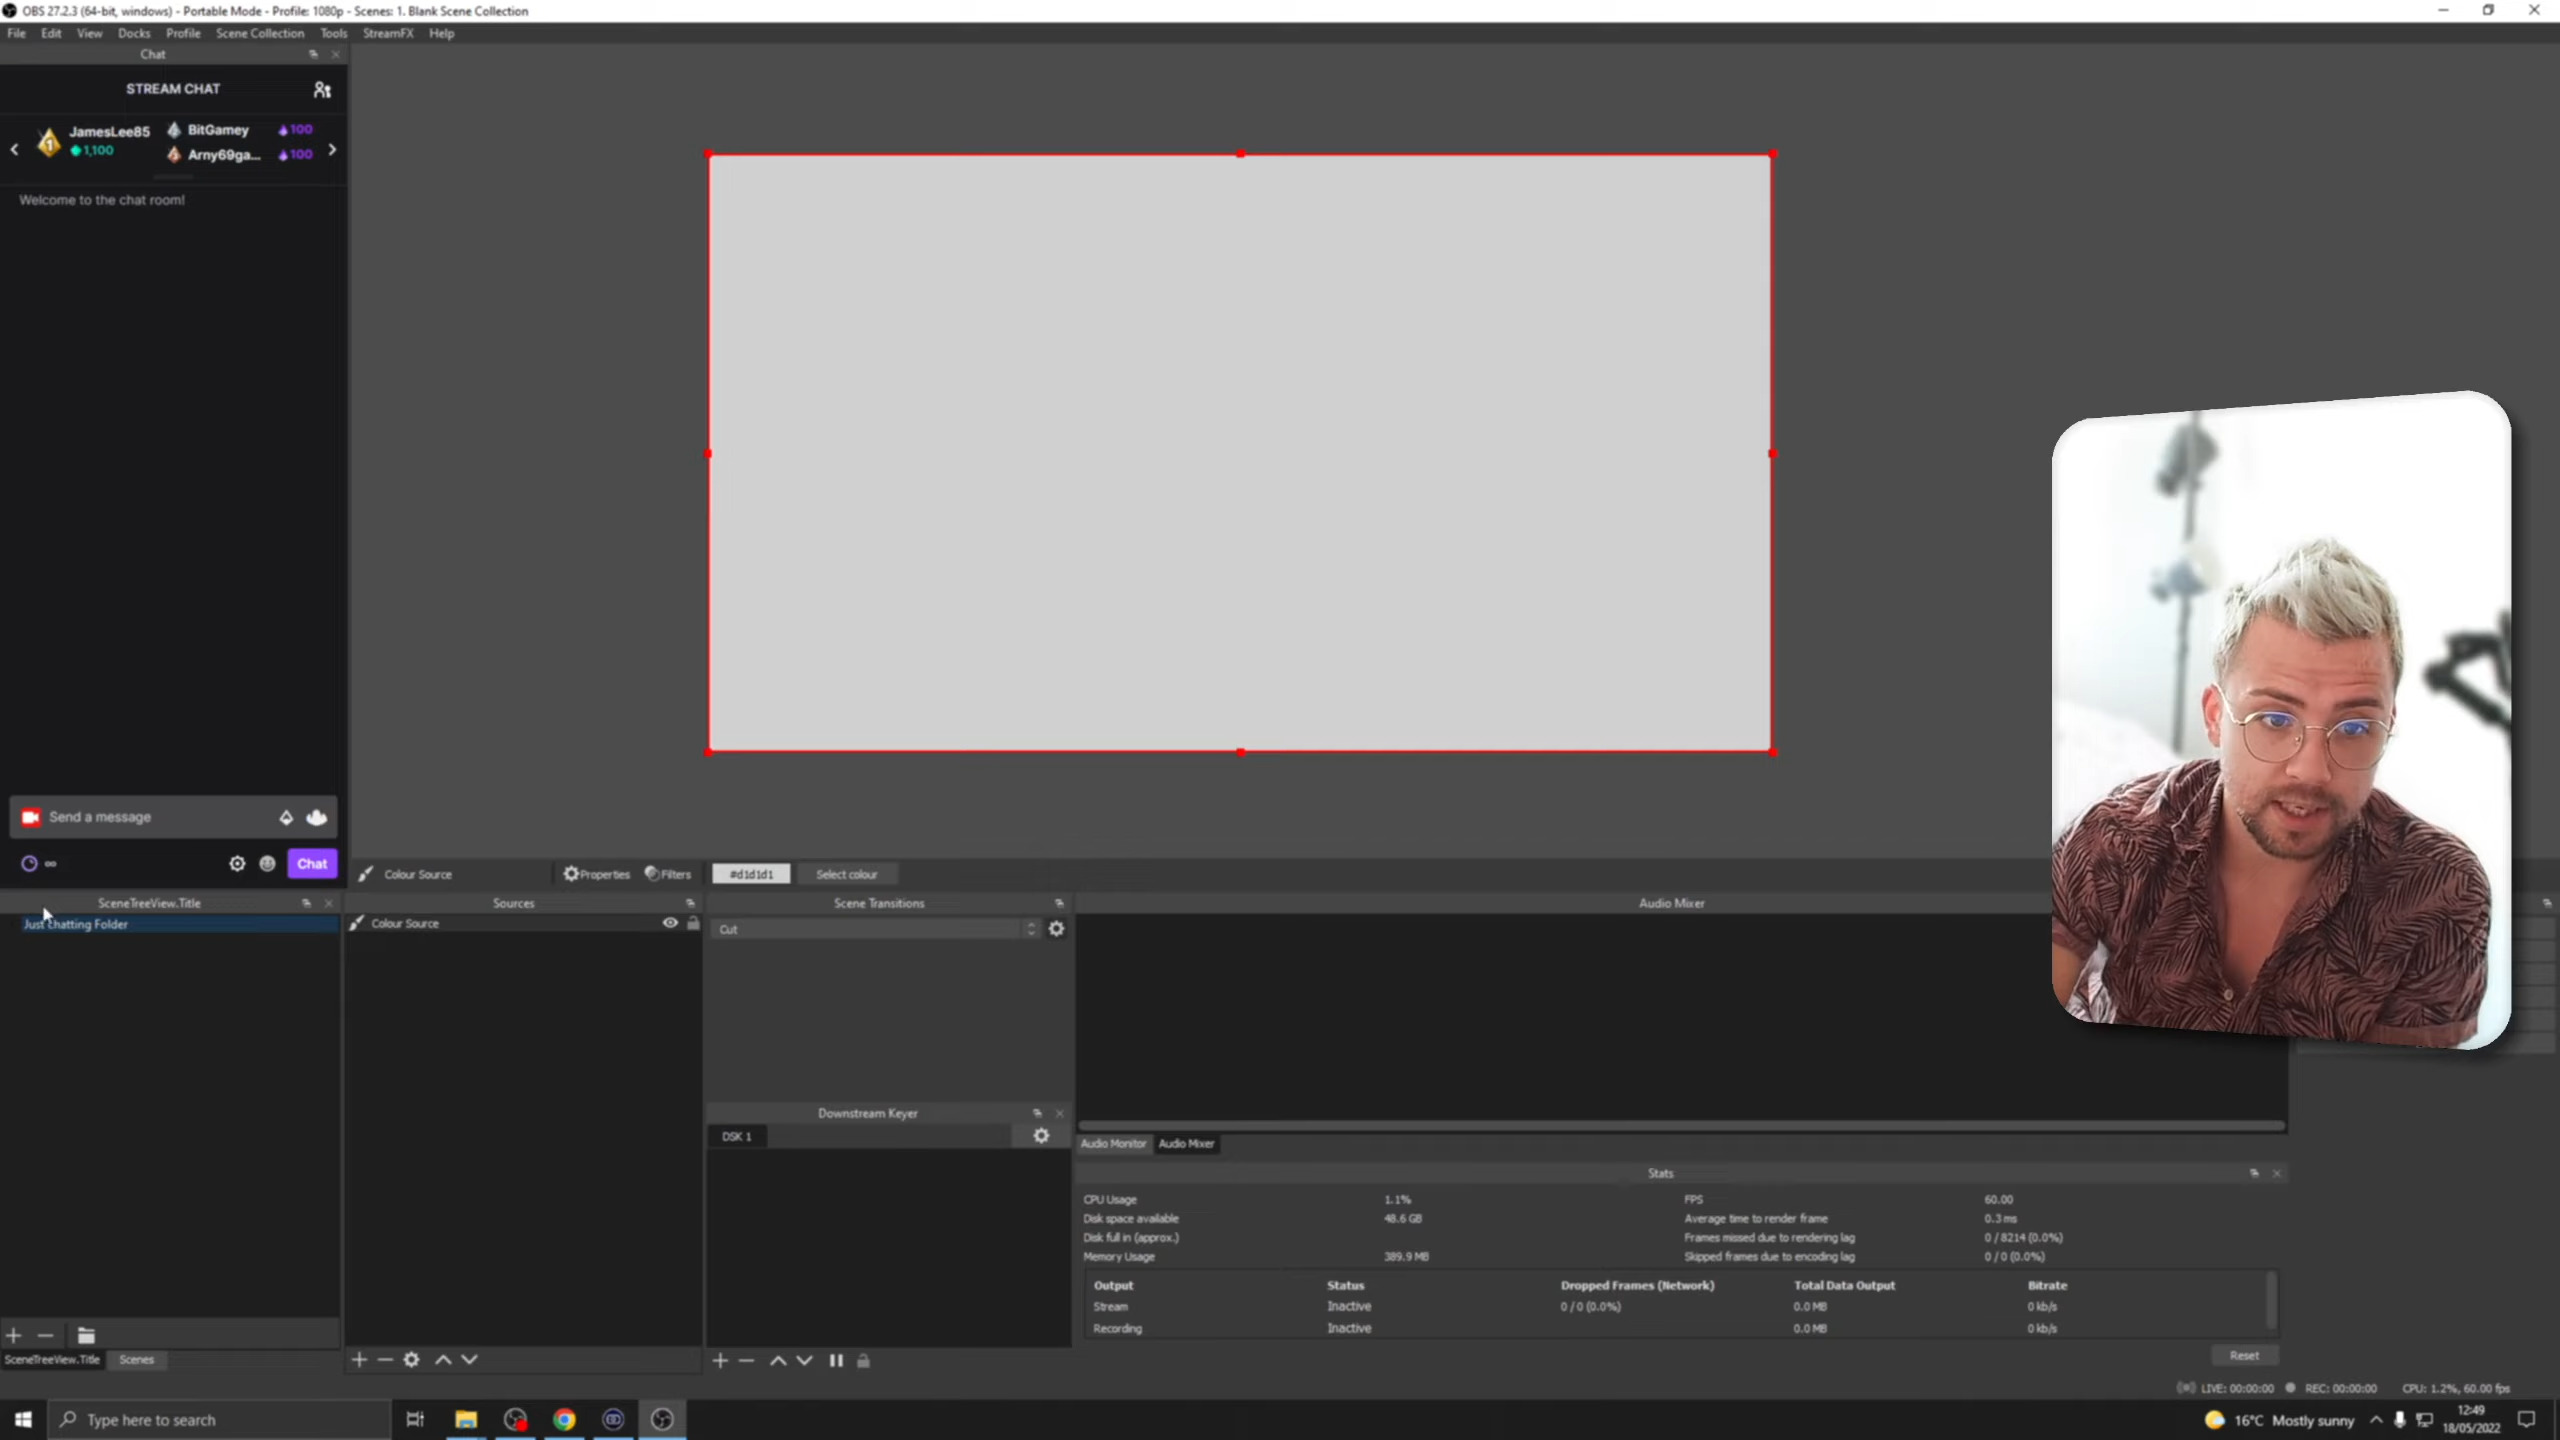 OBS 27.2.3 (64-bit, windows) - Portable Mode - Profile: 1080p - Scenes: 1. Blank Scene Collection
File Edit View Docks Profile Scene Collection Tools StreamFX Help
Chat
STREAM CHAT
1
JamesLee85
1,100
BitGamey 100
Arny69ga... 100
Welcome to the chat room!
Send a message
Chat
Colour Source
Properties
Filters
#d1d1d1
Select colour
SceneTreeView.Title
Just Chatting Folder
SceneTreeView.Title
Scenes
Sources
Colour Source
Scene Transitions
Cut
Downstream Keyer
DSK 1
Audio Mixer
Audio Monitor
Audio Mixer
Stats
CPU Usage 1.1% FPS 60.00
Disk space available 48.6 GB Average time to render frame 0.3 ms
Disk full in (approx.) Frames missed due to rendering lag 0 / 8214 (0.0%)
Memory Usage 389.9 MB Skipped frames due to encoding lag 0 / 0 (0.0%)
Output Status Dropped Frames (Network) Total Data Output Bitrate
Stream Inactive 0 / 0 (0.0%) 0.0 MB 0 kb/s
Recording Inactive 0.0 MB 0 kb/s
Reset
LIVE: 00:00:00 REC: 00:00:00 CPU: 1.2%, 60.00 fps
Type here to search
16°C Mostly sunny
12:49
18/05/2022